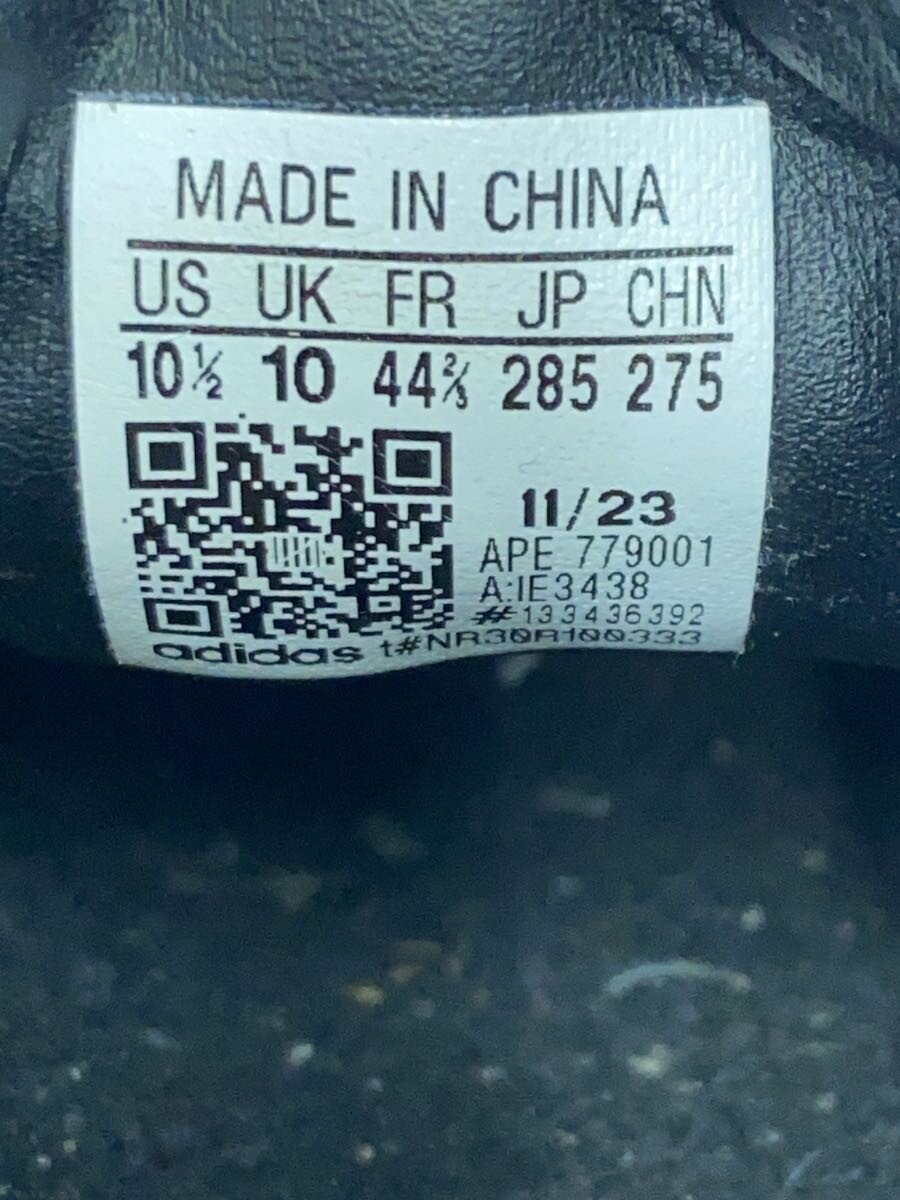 MADE IN CHINA
US UK FR JP CHN
10½ 10 44⅔ 285 275
11/23
APE 779001
A:IE3438
#133436392
adidas t#NR30R100333